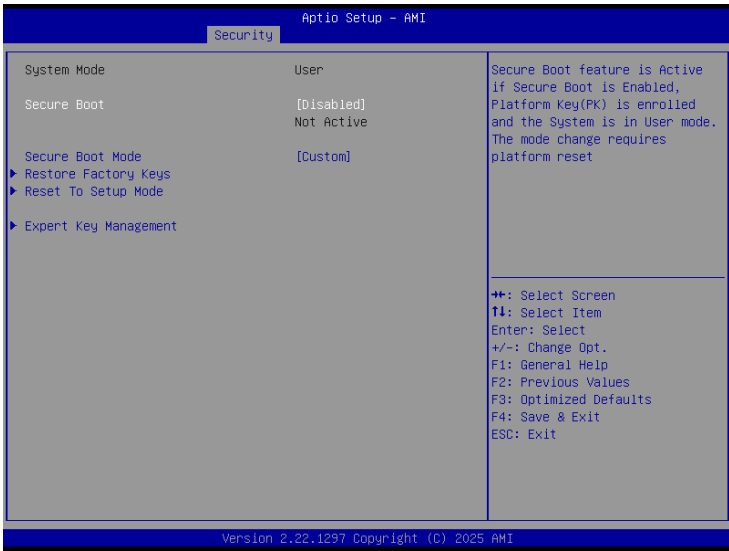 Aptio Setup - AMI
Security
System Mode User
Secure Boot [Disabled]
Not Active
Secure Boot Mode [Custom]
Restore Factory Keys
Reset To Setup Mode
Expert Key Management
Secure Boot feature is Active
if Secure Boot is Enabled,
Platform Key(PK) is enrolled
and the System is in User mode.
The mode change requires
platform reset
→←: Select Screen
↑↓: Select Item
Enter: Select
+/-: Change Opt.
F1: General Help
F2: Previous Values
F3: Optimized Defaults
F4: Save & Exit
ESC: Exit
Version 2.22.1297 Copyright (C) 2025 AMI